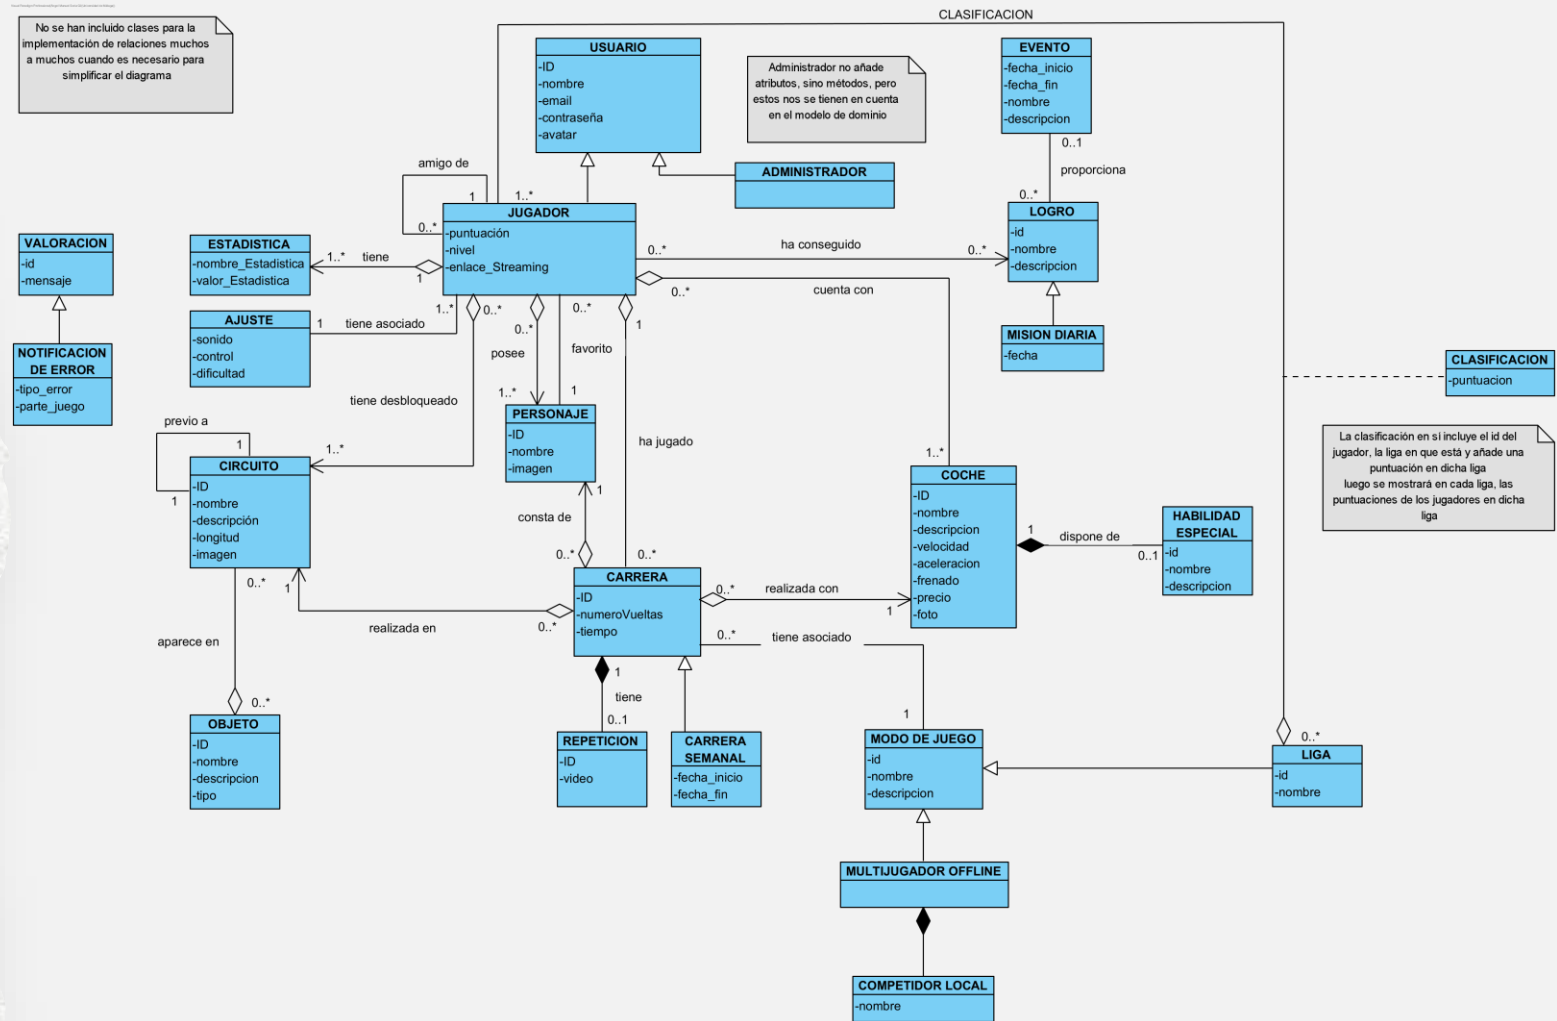 CLASIFICACION
No se han incluido clases para la
implementación de relaciones muchos
a muchos cuando es necesario para
simplificar el diagrama
USUARIO
-ID
-nombre
-email
-contraseña
-avatar
Administrador no añade
atributos, sino métodos, pero
estos nos se tienen en cuenta
en el modelo de dominio
EVENTO
-fecha_inicio
-fecha_fin
-nombre
-descripcion
0..1
proporciona
0..*
ADMINISTRADOR
amigo de
1
0..*
1..*
JUGADOR
-puntuación
-nivel
-enlace_Streaming
LOGRO
-id
-nombre
-descripcion
0..*
ha conseguido
0..*
VALORACION
-id
-mensaje
ESTADISTICA
-nombre_Estadistica
-valor_Estadistica
1..*
tiene
1
0..*
cuenta con
1..*
AJUSTE
-sonido
-control
-dificultad
1
tiene asociado
1..*
0..*
0..*
posee
1..*
0..*
favorito
1
1
ha jugado
0..*
MISION DIARIA
-fecha
NOTIFICACION
DE ERROR
-tipo_error
-parte_juego
CLASIFICACION
-puntuacion
tiene desbloqueado
1..*
previo a
1
1
PERSONAJE
-ID
-nombre
-imagen
La clasificación en si incluye el id del
jugador, la liga en que está y añade una
puntuación en dicha liga
luego se mostrará en cada liga, las
puntuaciones de los jugadores en dicha
liga
CIRCUITO
-ID
-nombre
-descripción
-longitud
-imagen
COCHE
-ID
-nombre
-descripcion
-velocidad
-aceleracion
-frenado
-precio
-foto
1
consta de
0..*
1
dispone de
0..1
HABILIDAD
ESPECIAL
-id
-nombre
-descripcion
CARRERA
-ID
-numeroVueltas
-tiempo
0..*
realizada con
1
0..*
1
realizada en
0..*
aparece en
0..*
0..*
tiene asociado
1
1
tiene
0..1
OBJETO
-ID
-nombre
-descripcion
-tipo
REPETICION
-ID
-video
CARRERA
SEMANAL
-fecha_inicio
-fecha_fin
MODO DE JUEGO
-id
-nombre
-descripcion
0..*
LIGA
-id
-nombre
MULTIJUGADOR OFFLINE
COMPETIDOR LOCAL
-nombre